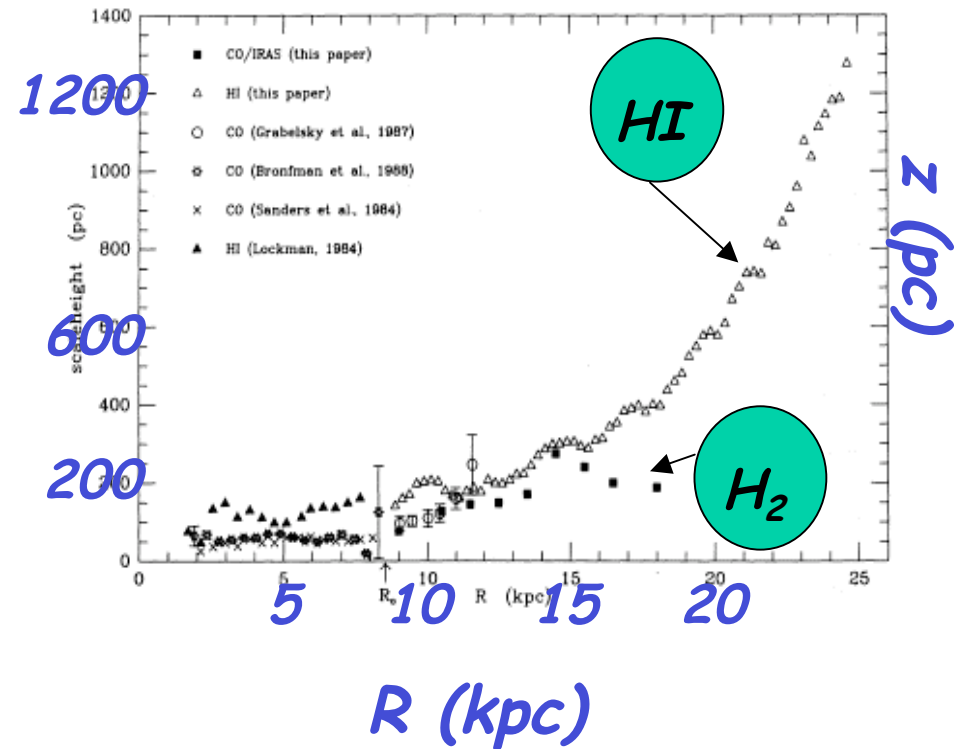 1400
CO/IRAS (this paper)
1200
1200
HI (this paper)
HI
CO (Grabelsky et al., 1987)
CO (Bronfman et al., 1988)
1000
CO (Sanders et al., 1984)
z (pc)
800
HI (Lockman, 1984)
scaleheight (pc)
600
600
400
H2
200
200
0
0
5
10
15
20
25
R₀
R (kpc)
5
10
15
20
R (kpc)